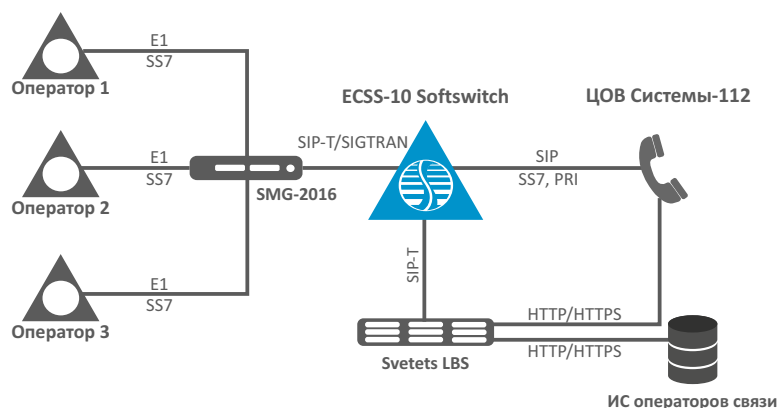 E1
SS7
Оператор 1
ECSS-10 Softswitch
ЦОВ Системы-112
E1
SS7
Оператор 2
SMG-2016
SIP-T/SIGTRAN
SIP
SS7, PRI
SIP-T
E1
SS7
Оператор 3
HTTP/HTTPS
HTTP/HTTPS
Svetets LBS
ИС операторов связи